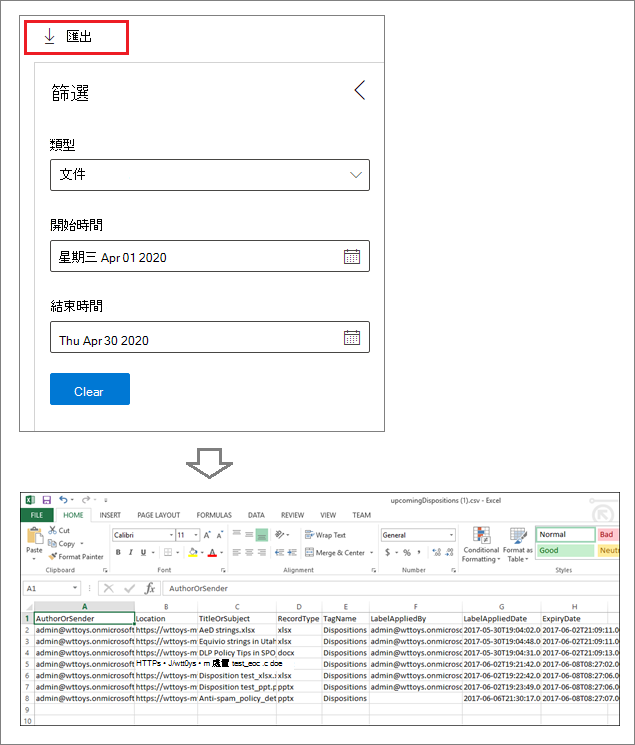 匯出
篩選
類型
文件
開始時間
星期三 Apr 01 2020
結束時間
Thu Apr 30 2020
Clear
upcomingDispositions (1).csv - Excel
FILE HOME INSERT PAGE LAYOUT FORMULAS DATA REVIEW VIEW TEAM
Cut
Copy
Format Painter
Paste
Clipboard
Calibri 11
B I U
Font
Wrap Text
Merge & Center
Alignment
General
$ % ,
Number
Conditional Formatting
Format as Table
Normal Bad
Good Neutr
Styles
A1 fx AuthorOrSender
A B C D E F G H
1 AuthorOrSender Location TitleOrSubject RecordType TagName LabelAppliedBy LabelAppliedDate ExpiryDate
2 admin@wttoys.onmicrosoft https://wttoys-m AeD strings.xlsx xlsx Dispositions admin@wttoys.onmicrosc 2017-05-30T19:04:02.0 2017-06-02T21:09:11.0
3 admin@wttoys.onmicrosoft https://wttoys-m Equivio strings in Utah xlsx Dispositions admin@wttoys.onmicrosc 2017-05-30T19:04:48.0 2017-06-02T21:09:11.0
4 admin@wttoys.onmicrosoft https://wttoys-m DLP Policy Tips in SPO docx Dispositions admin@wttoys.onmicrosc 2017-05-30T19:04:31.0 2017-06-02T21:09:13.0
5 admin@wttoys.onmicrosoft HTTPs・J/wtt0ys・m 處置 test_eoc .c doe Dispositions admin@wttoys.onmicrosc 2017-06-02T19:21:42.0 2017-06-08T08:27:02.0
6 admin@wttoys.onmicrosoft https://wttoys-m Disposition test_xlsx.x xlsx Dispositions admin@wttoys.onmicrosc 2017-06-02T19:22:42.0 2017-06-08T08:27:06.0
7 admin@wttoys.onmicrosoft https://wttoys-m Disposition test_ppt.p pptx Dispositions admin@wttoys.onmicrosc 2017-06-02T19:23:49.0 2017-06-08T08:27:06.0
8 admin@wttoys.onmicrosoft https://wttoys-m Anti-spam_policy_det pptx Dispositions 2017-06-06T21:30:17.0 2017-06-08T08:27:07.0
9
10